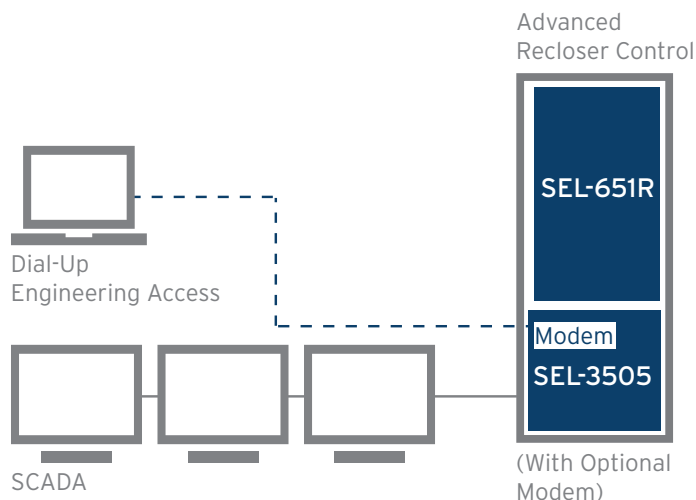 Advanced
Recloser Control
SEL-651R
Dial-Up
Engineering Access
Modem
SEL-3505
SCADA
(With Optional
Modem)